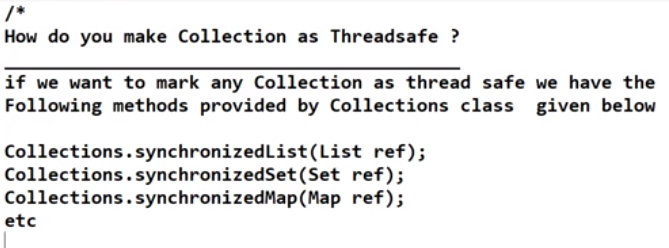 /*
How do you make Collection as Threadsafe ?
if we want to mark any Collection as thread safe we have the
Following methods provided by Collections class given below
Collections.synchronizedList(List ref);
Collections.synchronizedSet(Set ref);
Collections.synchronizedMap(Map ref);
etc